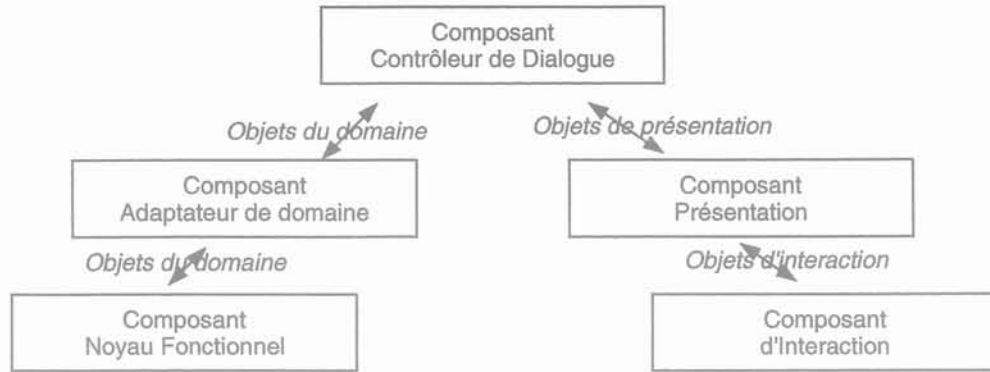 Composant
Contrôleur de Dialogue
Objets du domaine
Objets de présentation
Composant
Adaptateur de domaine
Composant
Présentation
Objets du domaine
Objets d'interaction
Composant
Noyau Fonctionnel
Composant
d'Interaction